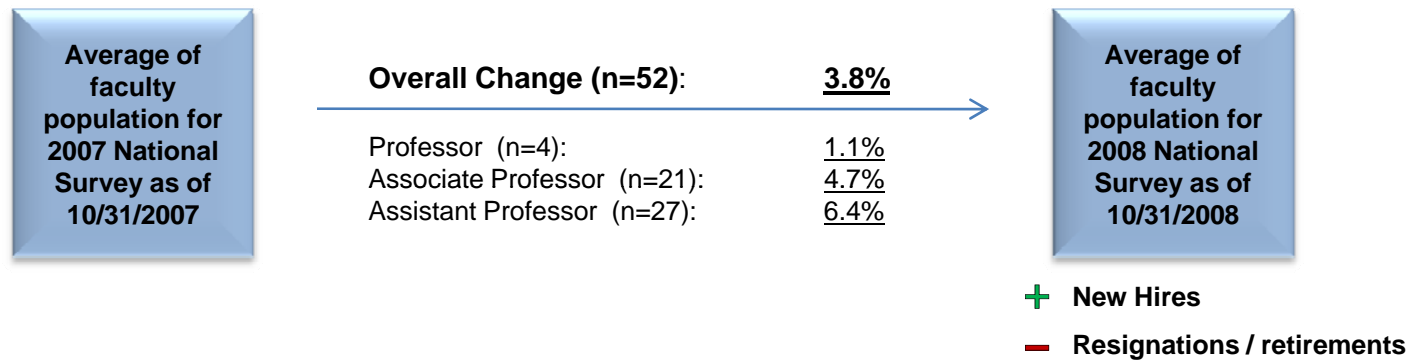 Average of
faculty
population for
2007 National
Survey as of
10/31/2007
Overall Change (n=52): 3.8%
Professor (n=4): 1.1%
Associate Professor (n=21): 4.7%
Assistant Professor (n=27): 6.4%
Average of
faculty
population for
2008 National
Survey as of
10/31/2008
New Hires
Resignations / retirements